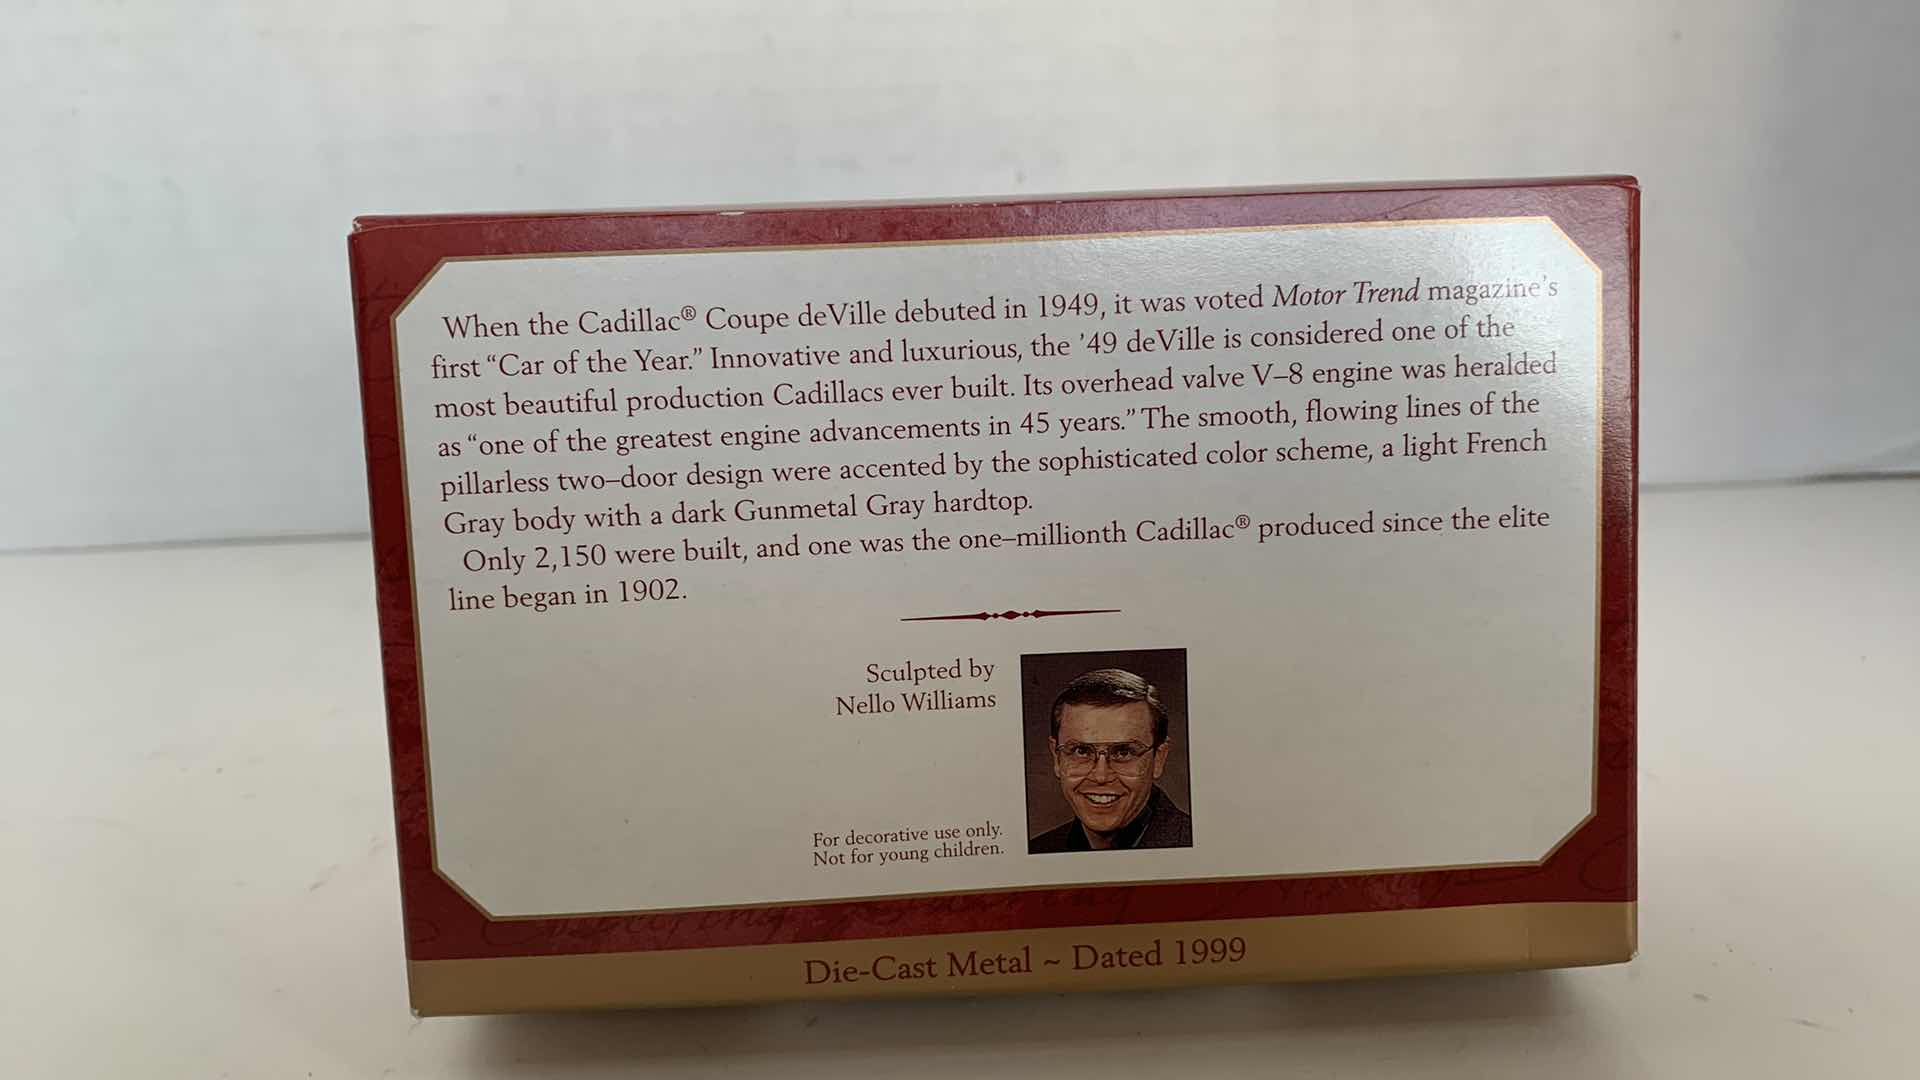 When the Cadillac® Coupe deVille debuted in 1949, it was voted Motor Trend magazine's
first “Car of the Year.” Innovative and luxurious, the ’49 deVille is considered one of the
most beautiful production Cadillacs ever built. Its overhead valve V–8 engine was heralded
as “one of the greatest engine advancements in 45 years.” The smooth, flowing lines of the
pillarless two–door design were accented by the sophisticated color scheme, a light French
Gray body with a dark Gunmetal Gray hardtop.
Only 2,150 were built, and one was the one–millionth Cadillac® produced since the elite
line began in 1902.
Sculpted by
Nello Williams
For decorative use only.
Not for young children.
Die-Cast Metal ~ Dated 1999